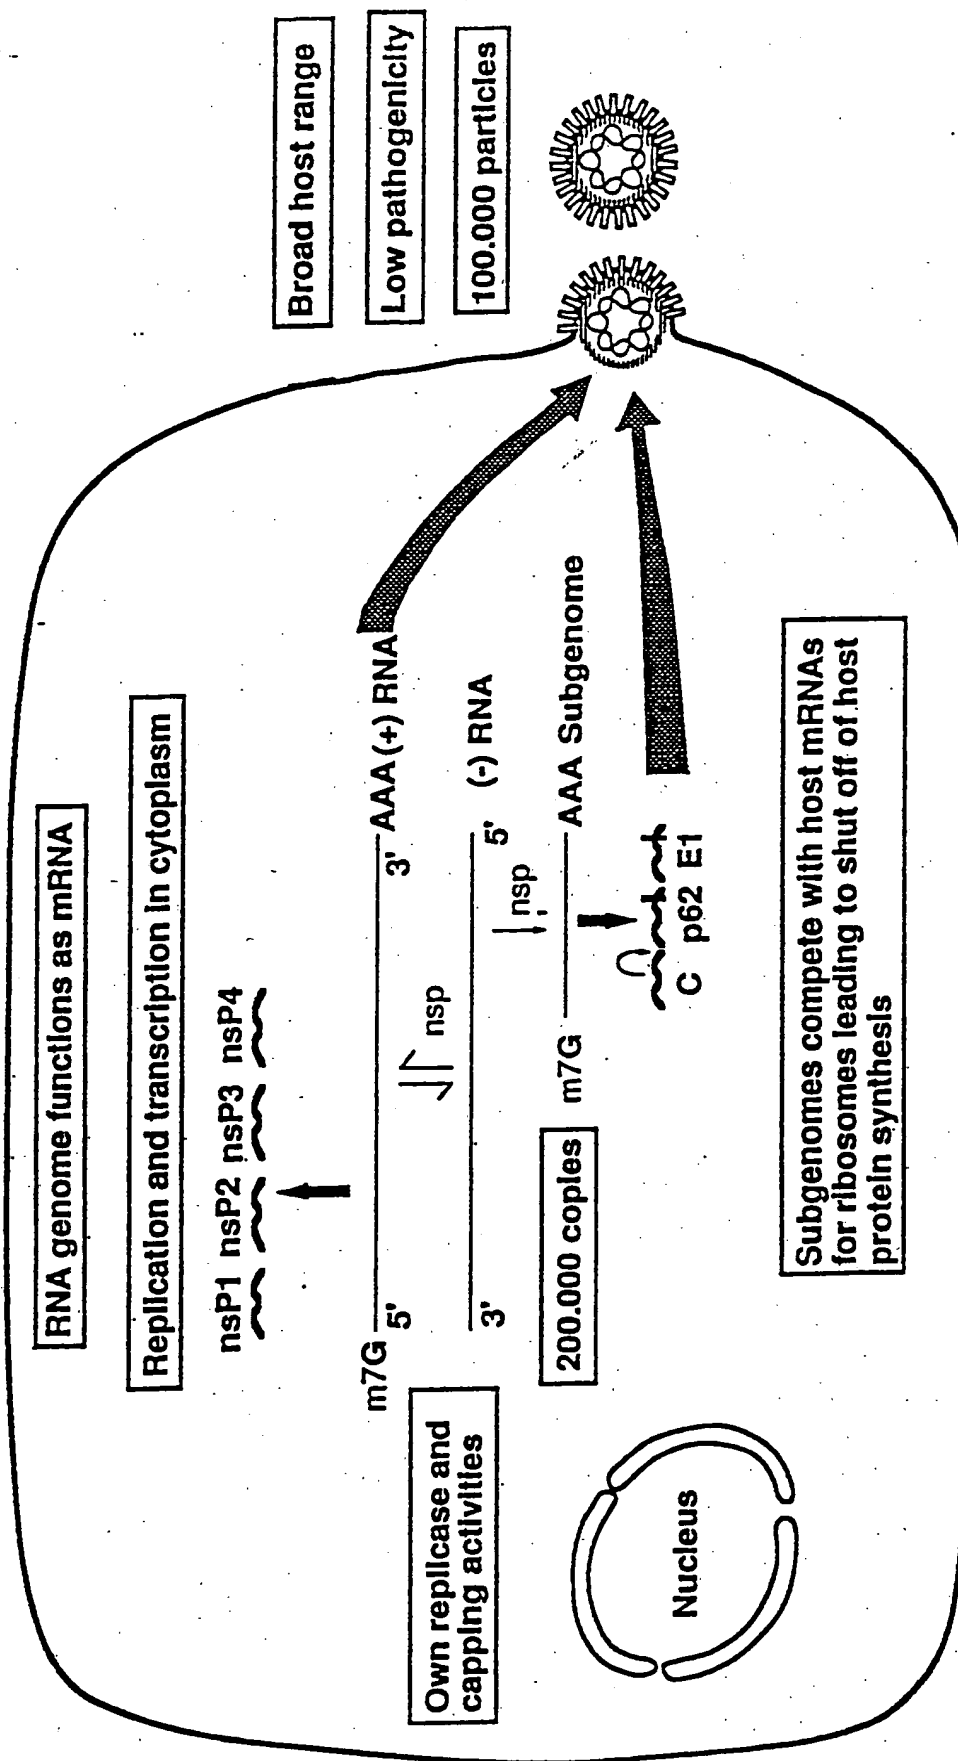 RNA genome functions as mRNA
Replication and transcription in cytoplasm
nsP1 nsP2 nsP3 nsP4
m7G
AAA (+) RNA
5'
3'
nsp
Own replicase and
capping activities
3'
5'
(-) RNA
nsp
200.000 copies
m7G
AAA Subgenome
C p62 E1
Nucleus
Subgenomes compete with host mRNAs
for ribosomes leading to shut off of host
protein synthesis
Broad host range
Low pathogenicity
100.000 particles